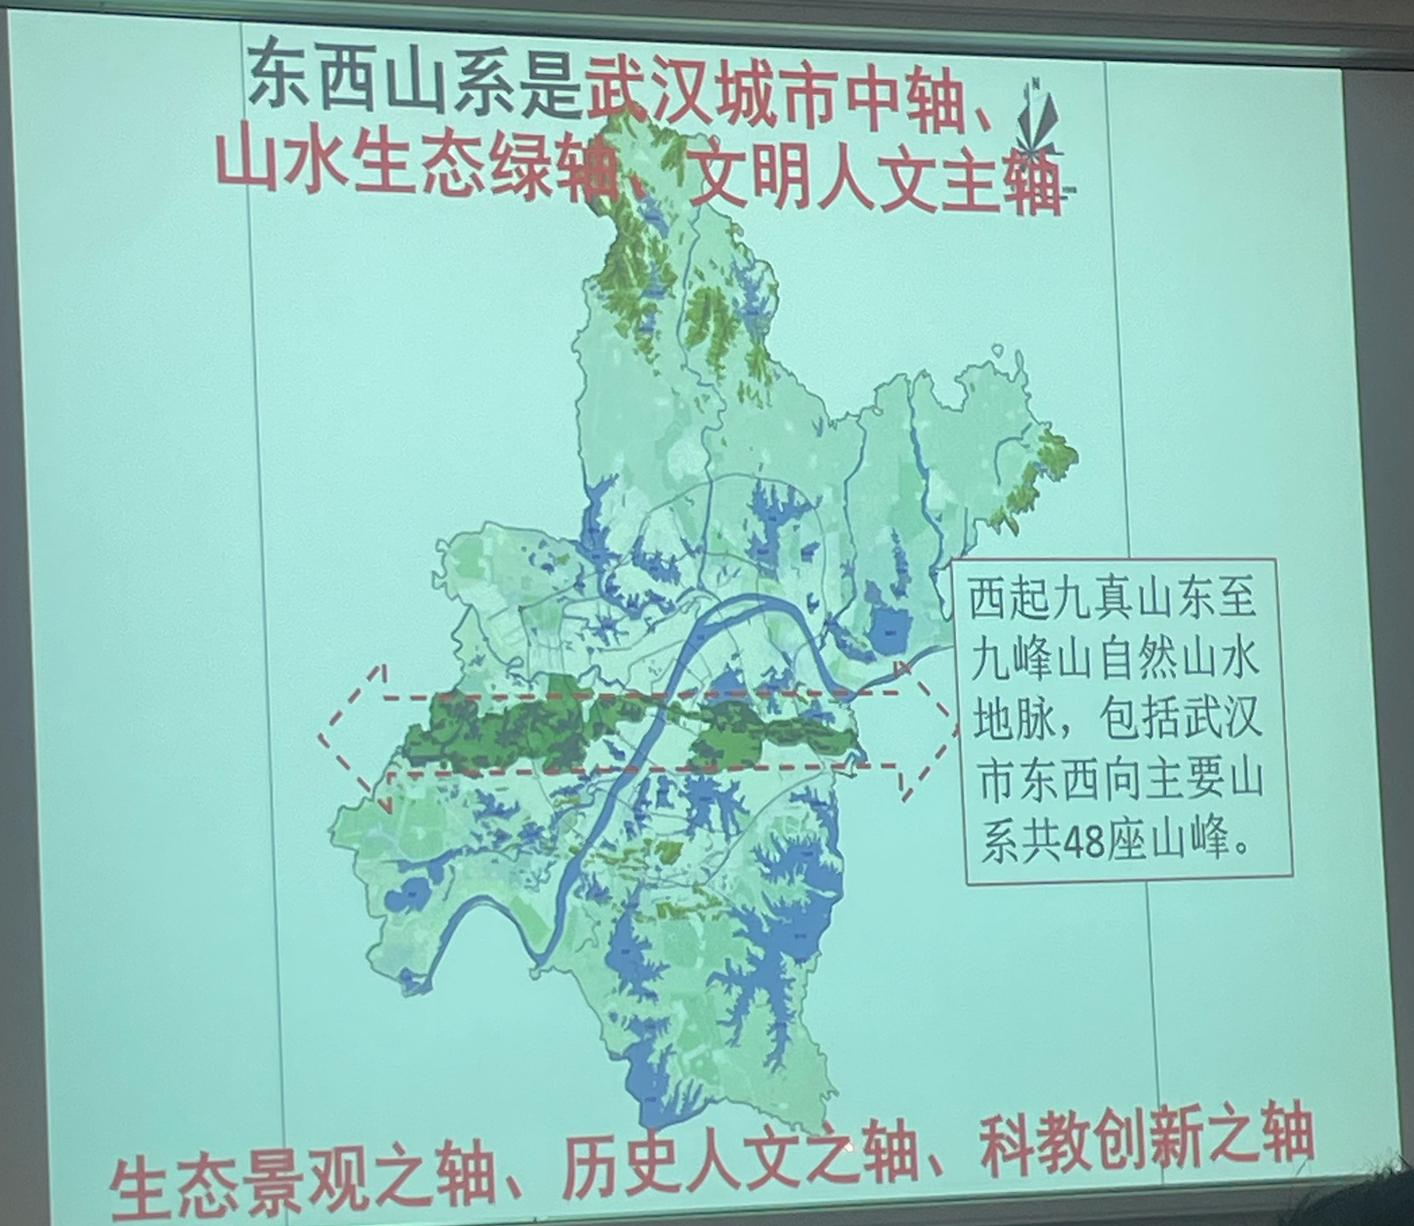 东西山系是武汉城市中轴、
山水生态绿轴、文明人文主轴
N
西起九真山东至
九峰山自然山水
地脉，包括武汉
市东西向主要山
系共48座山峰。
生态景观之轴、历史人文之轴、科教创新之轴